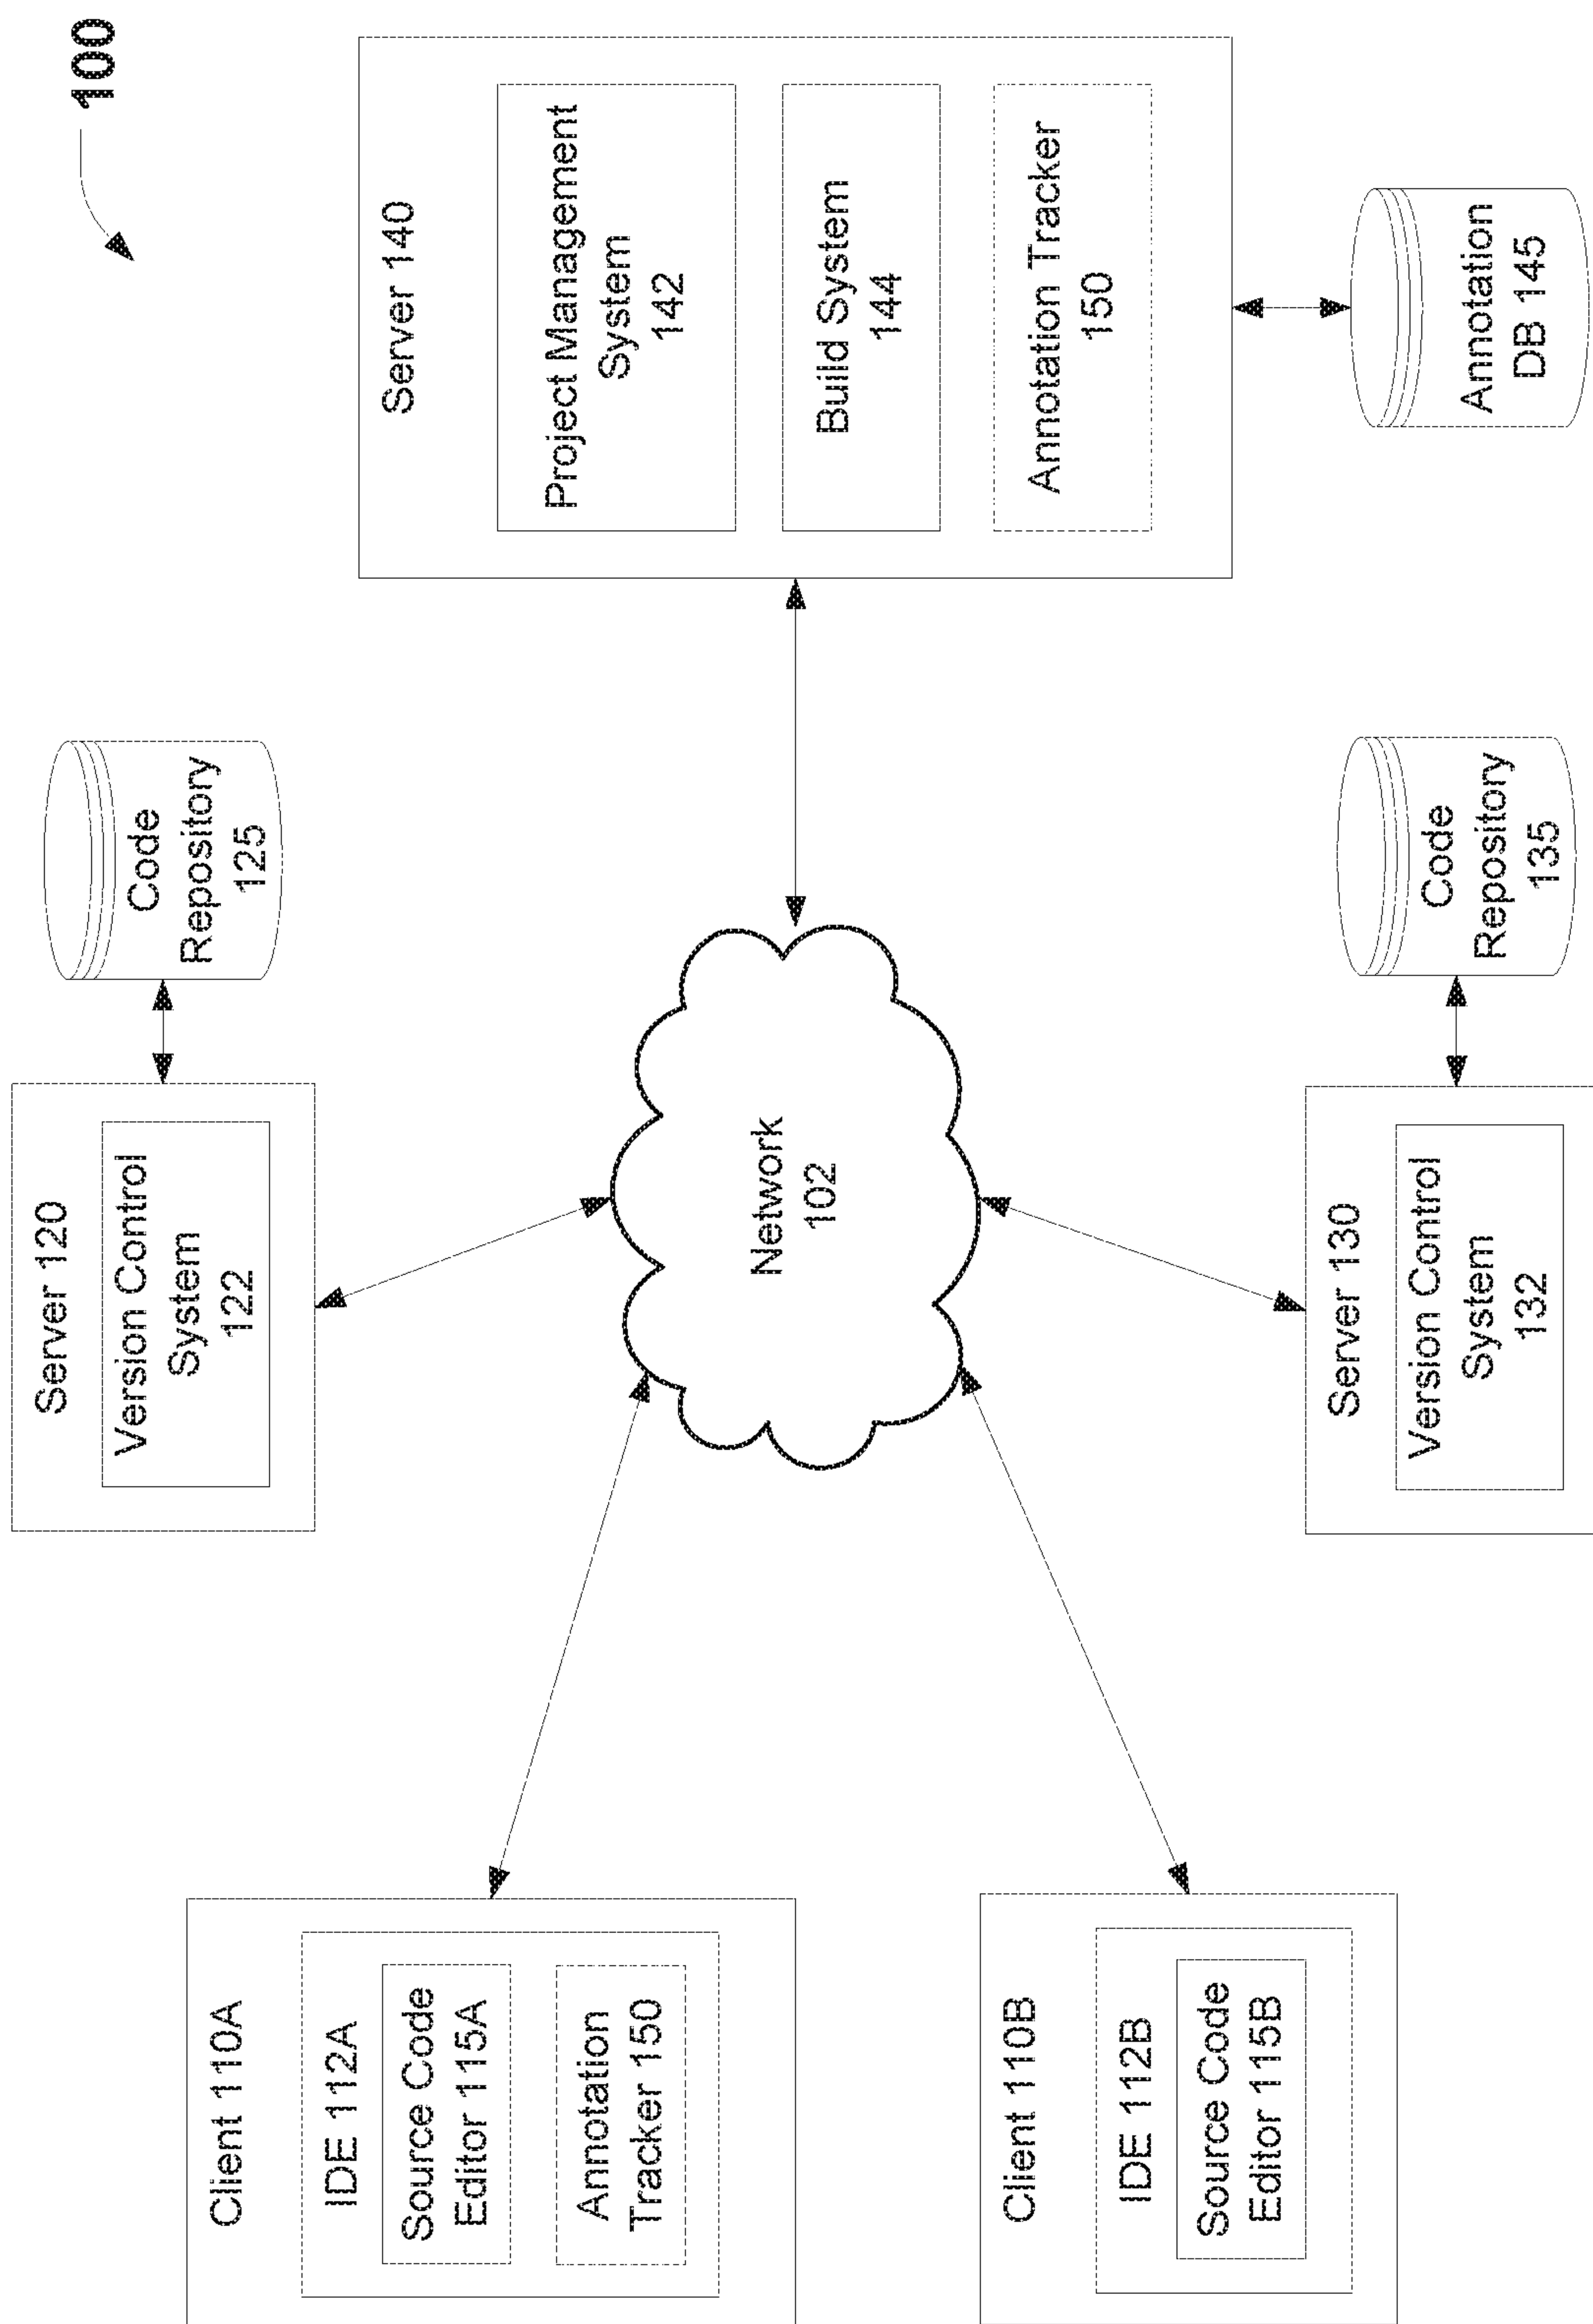 100
Client 110A
IDE 112A
Source Code
Editor 115A
Annotation
Tracker 150
Client 110B
IDE 112B
Source Code
Editor 115B
Server 120
Version Control
System
122
Code
Repository
125
Network
102
Server 130
Version Control
System
132
Code
Repository
135
Server 140
Project Management
System
142
Build System
144
Annotation Tracker
150
Annotation
DB 145